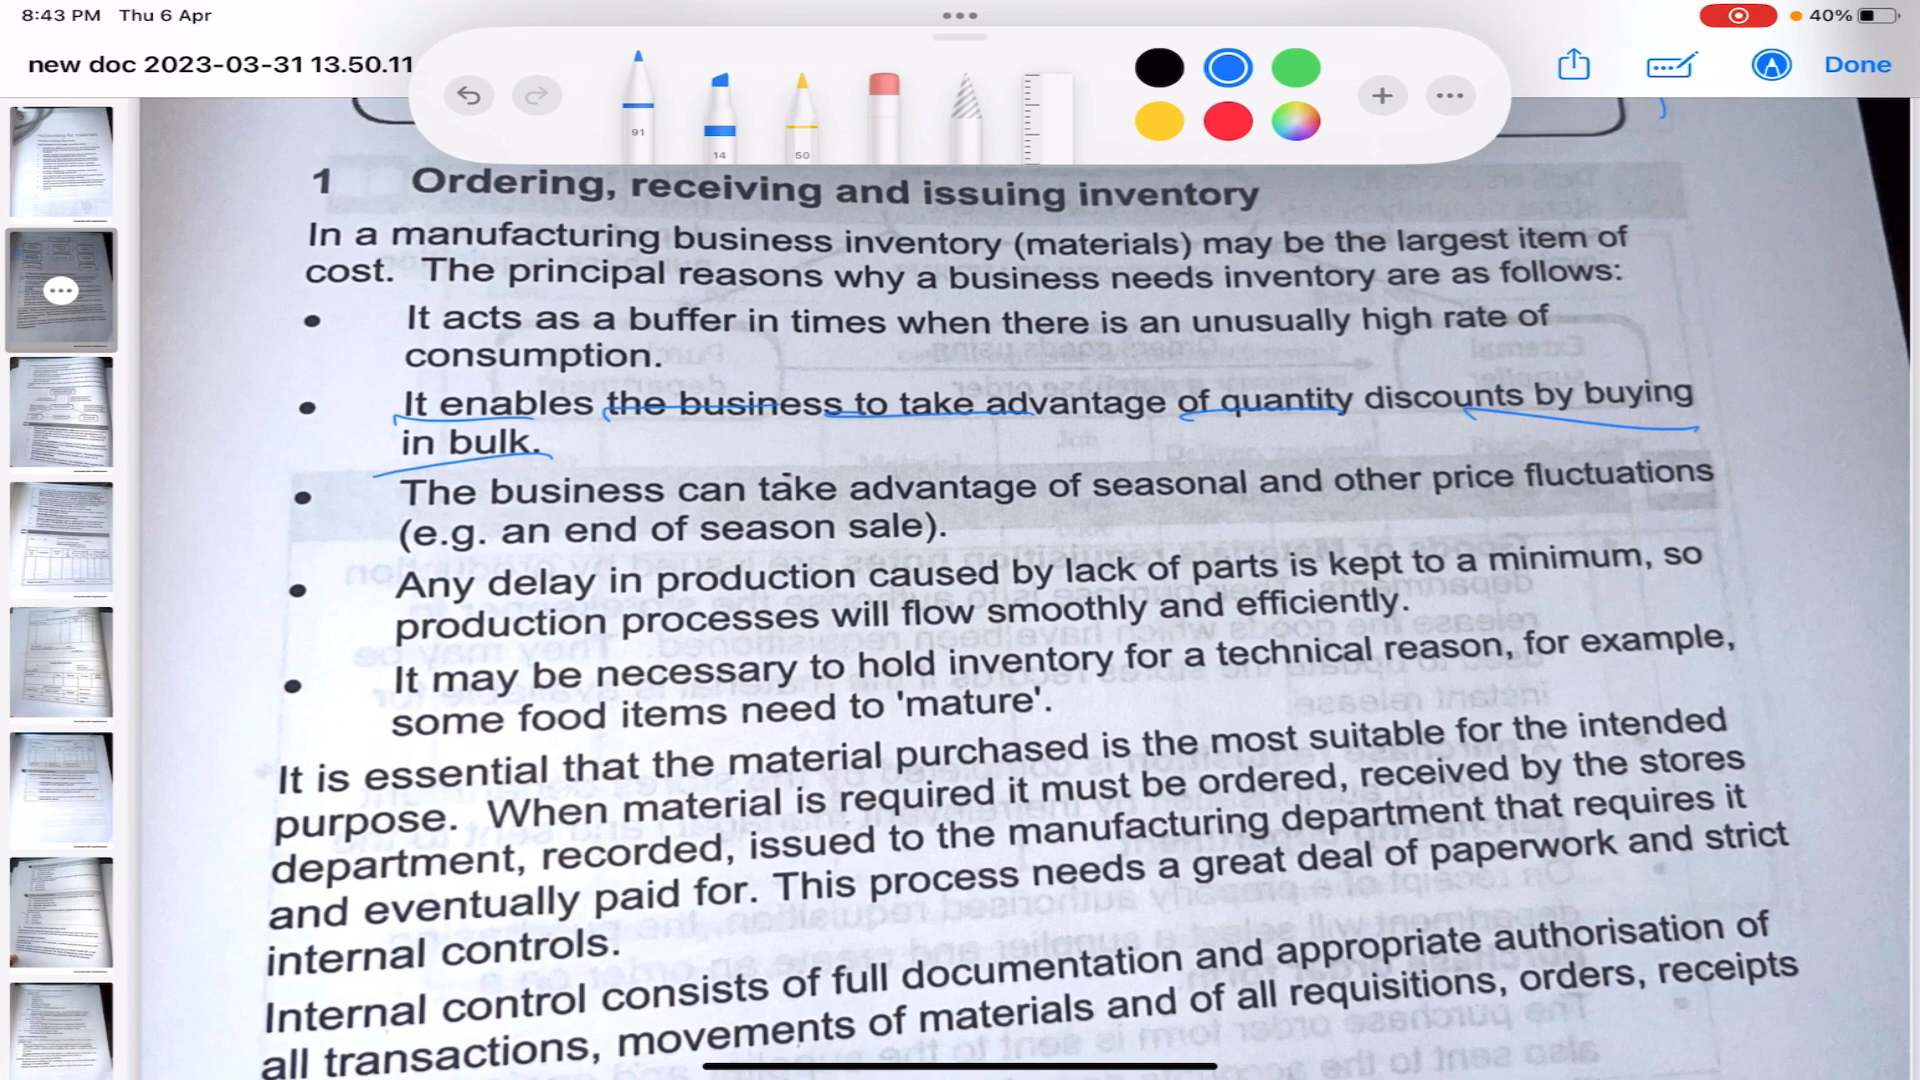 8:43 PM Thu 6 Apr
40%
new doc 2023-03-31 13.50.11
Done
91
14
50
1 Ordering, receiving and issuing inventory
In a manufacturing business inventory (materials) may be the largest item of
cost. The principal reasons why a business needs inventory are as follows:
• It acts as a buffer in times when there is an unusually high rate of
consumption.
• It enables the business to take advantage of quantity discounts by buying
in bulk.
• The business can take advantage of seasonal and other price fluctuations
(e.g. an end of season sale).
• Any delay in production caused by lack of parts is kept to a minimum, so
production processes will flow smoothly and efficiently.
• It may be necessary to hold inventory for a technical reason, for example,
some food items need to 'mature'.
It is essential that the material purchased is the most suitable for the intended
purpose. When material is required it must be ordered, received by the stores
department, recorded, issued to the manufacturing department that requires it
and eventually paid for. This process needs a great deal of paperwork and strict
internal controls.
Internal control consists of full documentation and appropriate authorisation of
all transactions, movements of materials and of all requisitions, orders, receipts